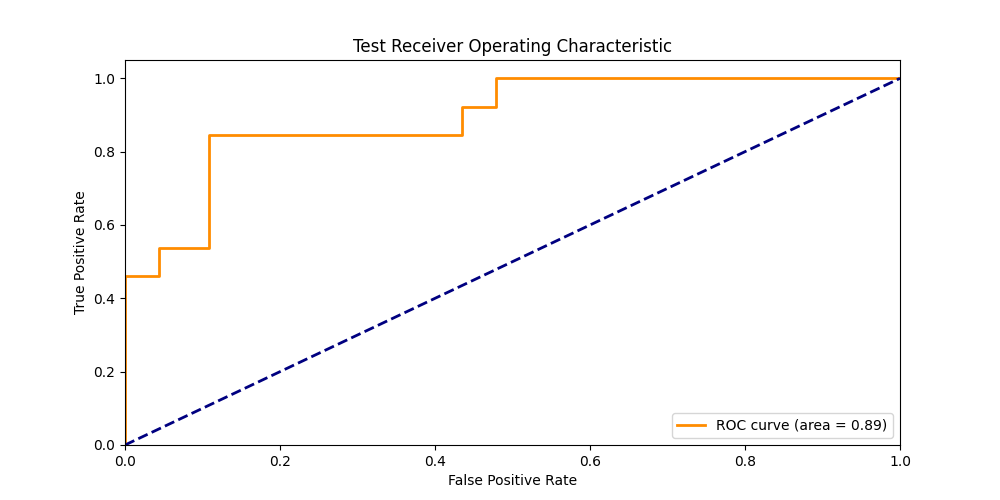 Test Receiver Operating Characteristic
True Positive Rate
1.0
0.8
0.6
0.4
0.2
0.0
ROC curve (area = 0.89)
0.0 0.2 0.4 0.6 0.8 1.0
False Positive Rate